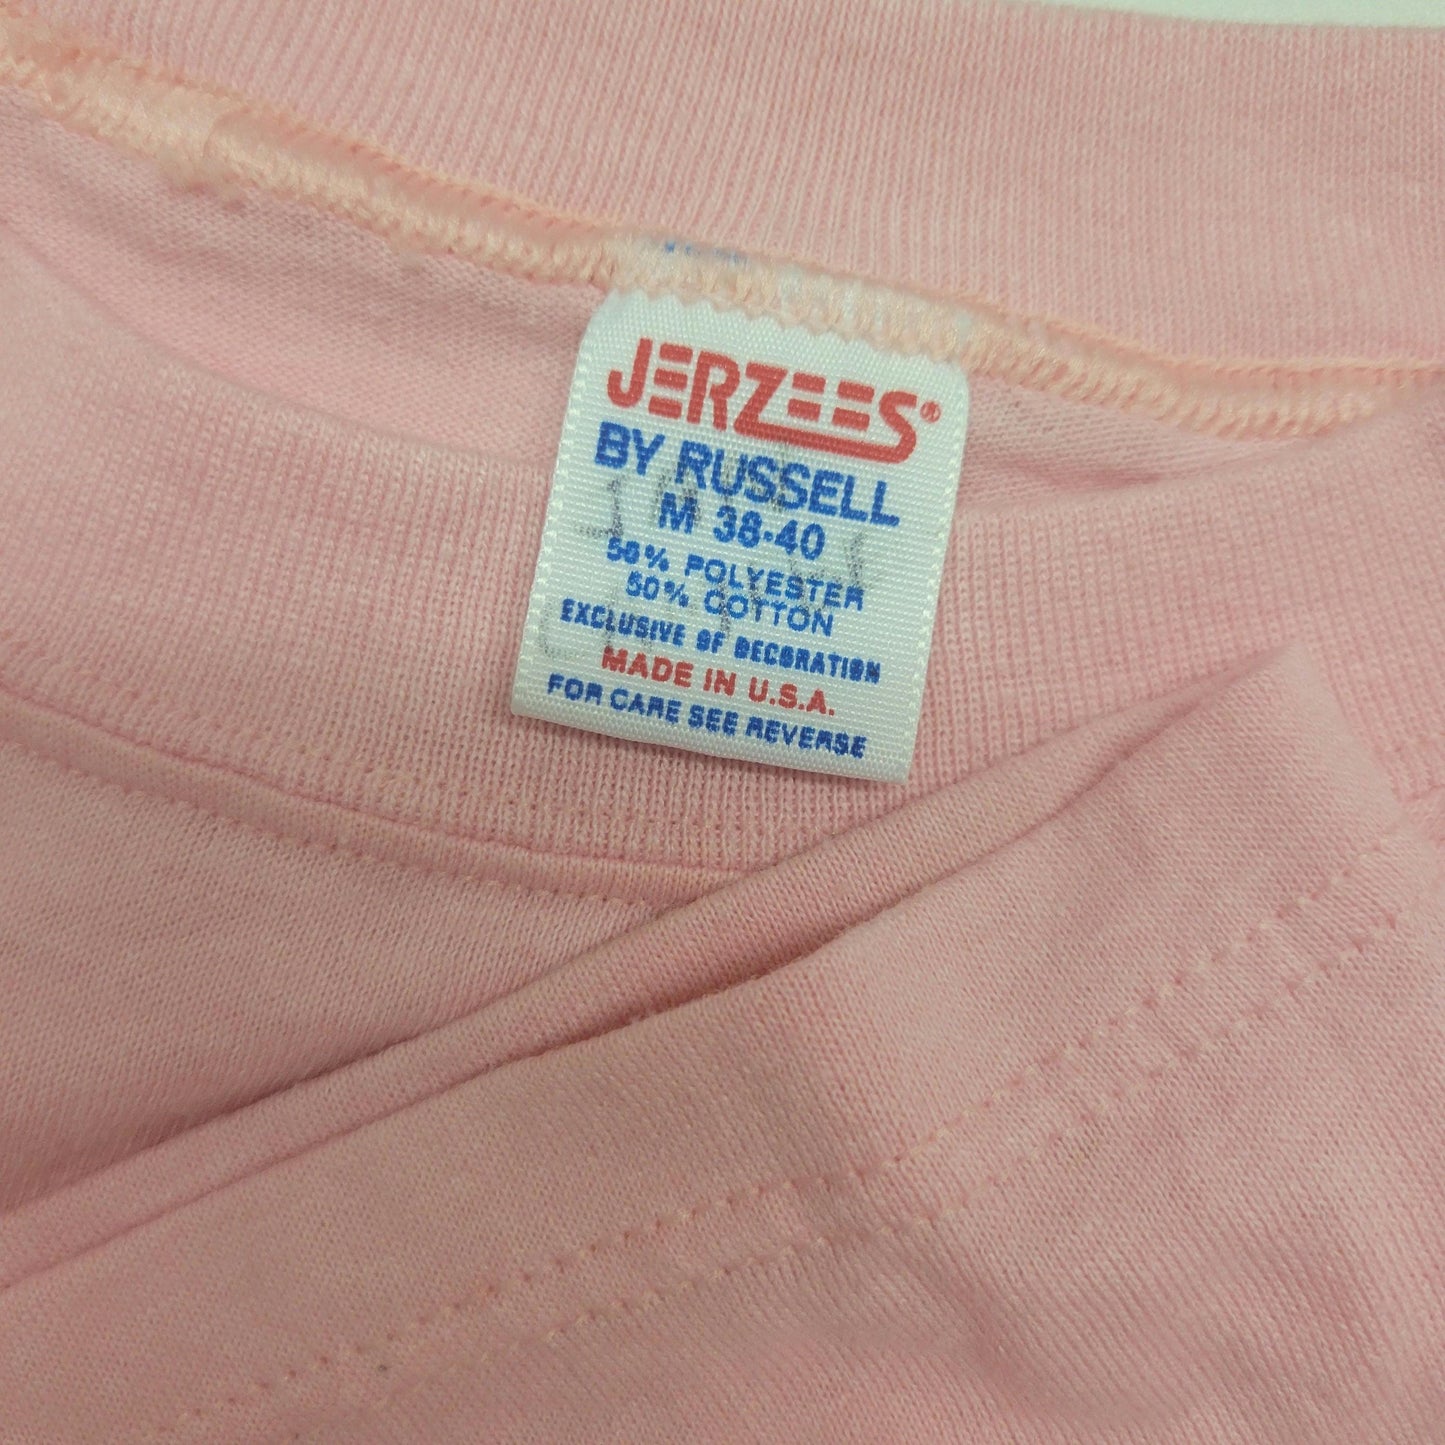 JERZEES®
BY RUSSELL
M 38-40
50% POLYESTER
50% COTTON
EXCLUSIVE OF DECORATION
MADE IN U.S.A.
FOR CARE SEE REVERSE